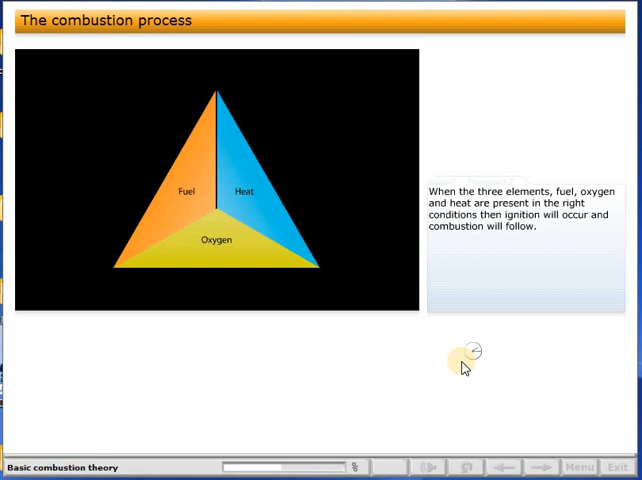 The combustion process
Fuel
Heat
Oxygen
When the three elements, fuel, oxygen
and heat are present in the right
conditions then ignition will occur and
combustion will follow.
Basic combustion theory
Menu
Exit